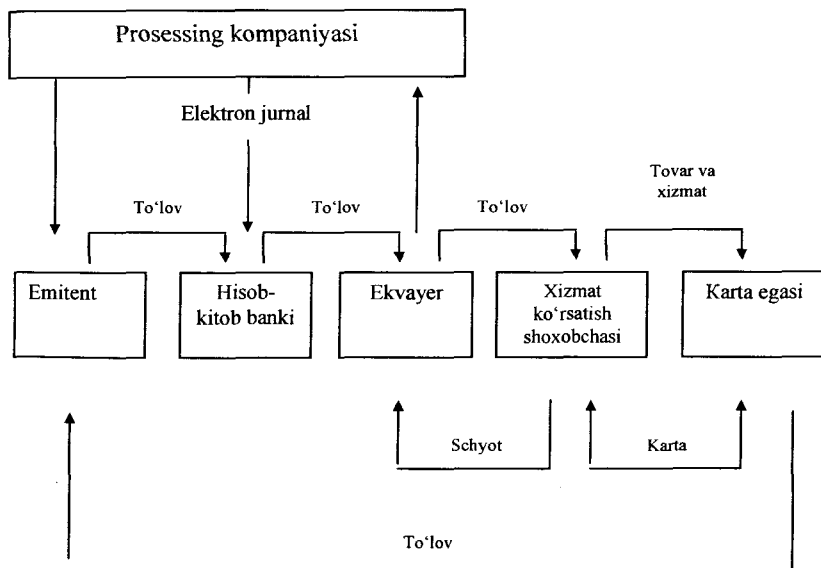 Prosessing kompaniyasi
Elektron jurnal
Tovar va
xizmat
To‘lov
To‘lov
To‘lov
Emitent
Hisob-
kitob banki
Ekvayer
Xizmat
ko‘rsatish
shoxobchasi
Karta egasi
Schyot
Karta
To‘lov